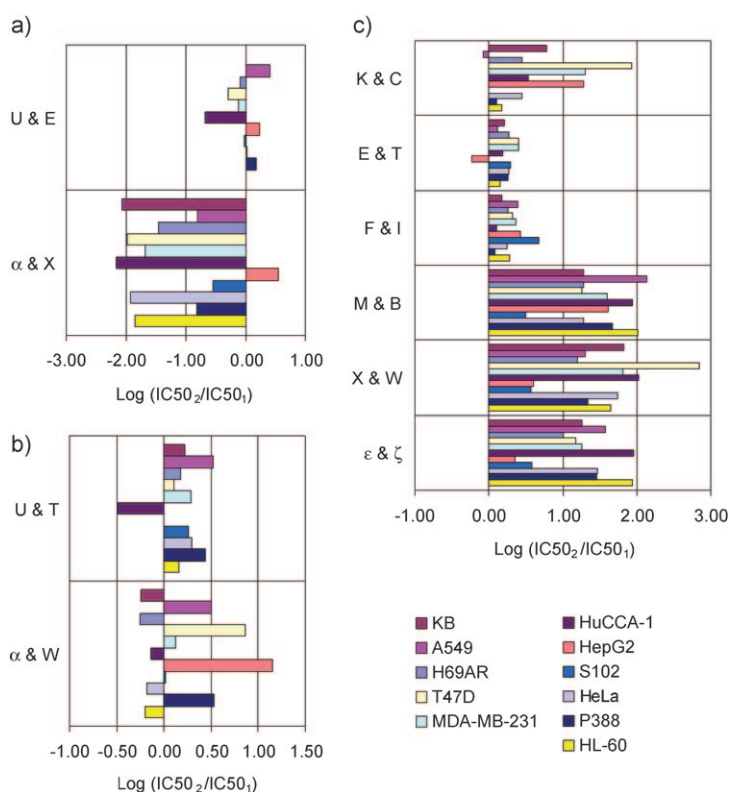 a)
U & E
α & X
-3.00 -2.00 -1.00 0.00 1.00
Log (IC50₂/IC50₁)
b)
U & T
α & W
-1.00 -0.50 0.00 0.50 1.00 1.50
Log (IC50₂/IC50₁)
c)
K & C
E & T
F & I
M & B
X & W
ε & ζ
-1.00 0.00 1.00 2.00 3.00
Log (IC50₂/IC50₁)
KB
A549
H69AR
T47D
MDA-MB-231
HuCCA-1
HepG2
S102
HeLa
P388
HL-60